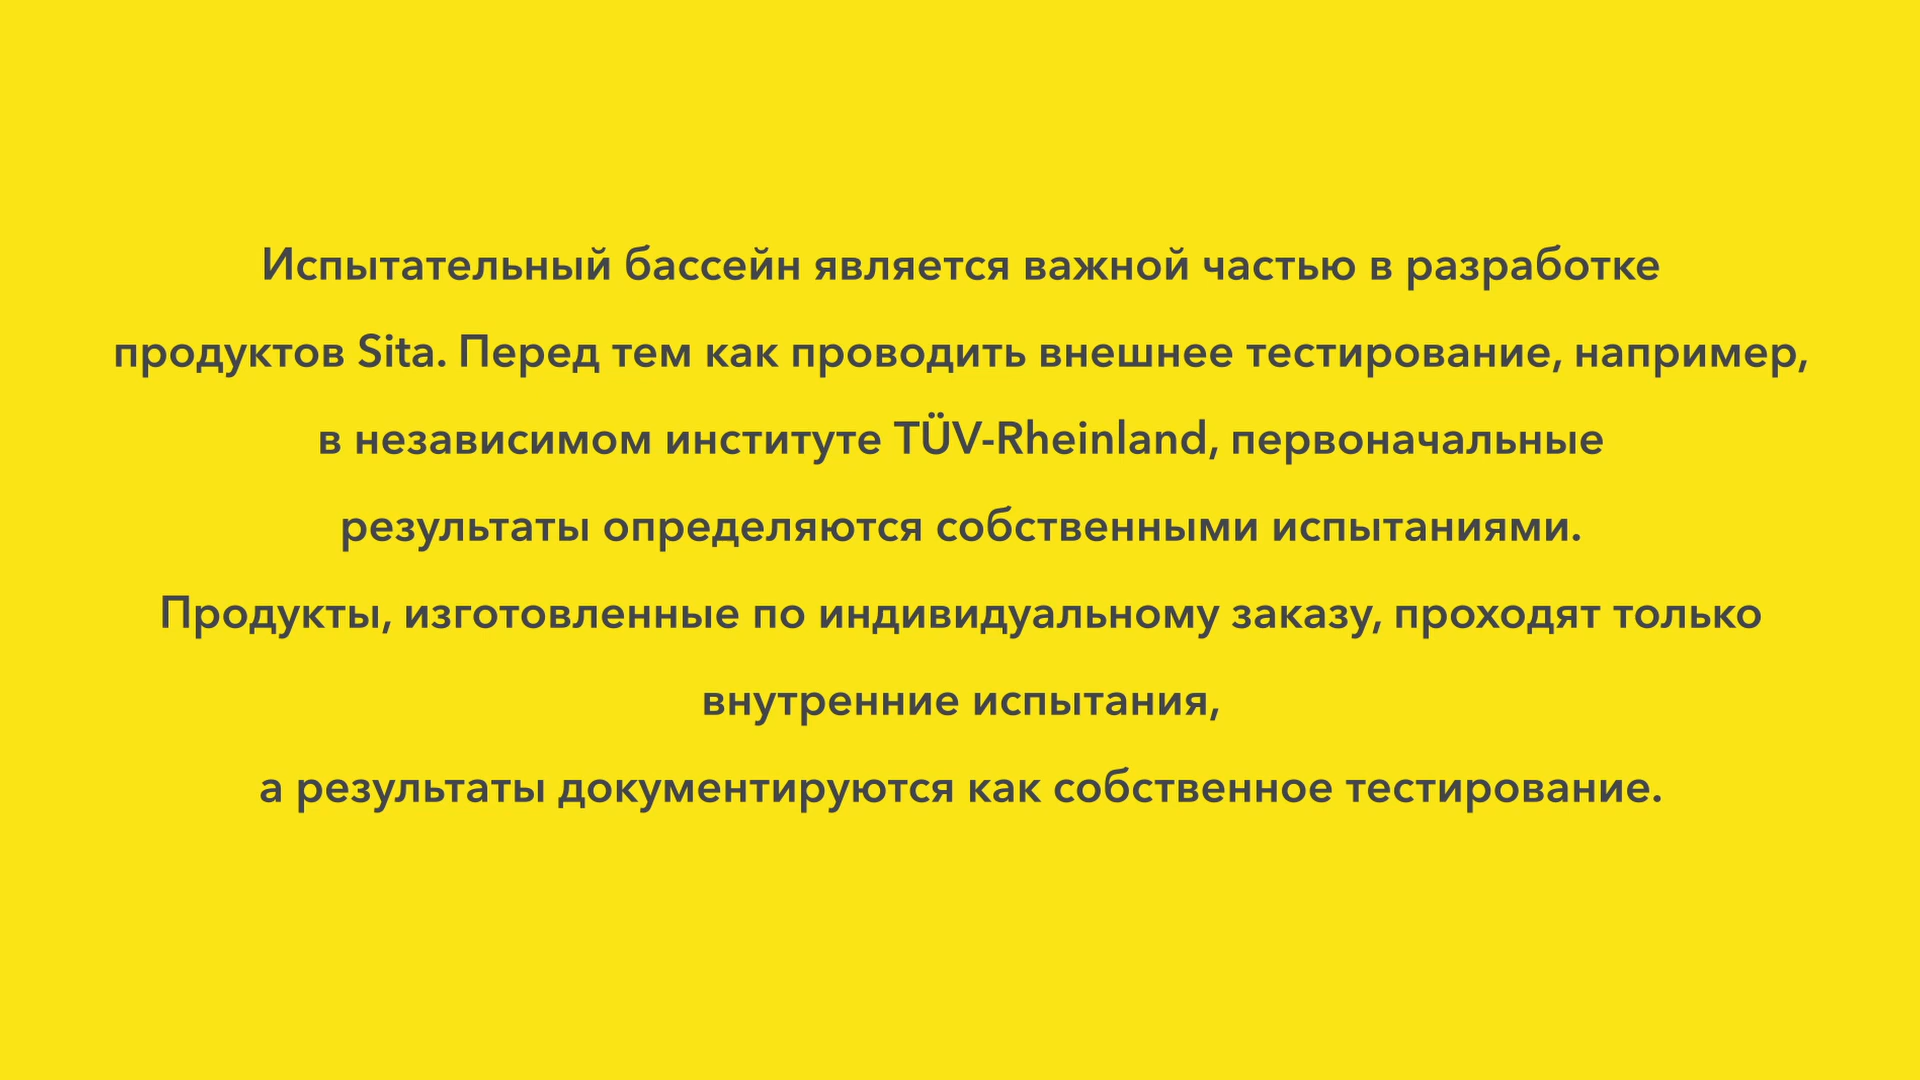 Испытательный бассейн является важной частью в разработке
продуктов Sita. Перед тем как проводить внешнее тестирование, например,
в независимом институте TÜV-Rheinland, первоначальные
результаты определяются собственными испытаниями.
Продукты, изготовленные по индивидуальному заказу, проходят только
внутренние испытания,
а результаты документируются как собственное тестирование.